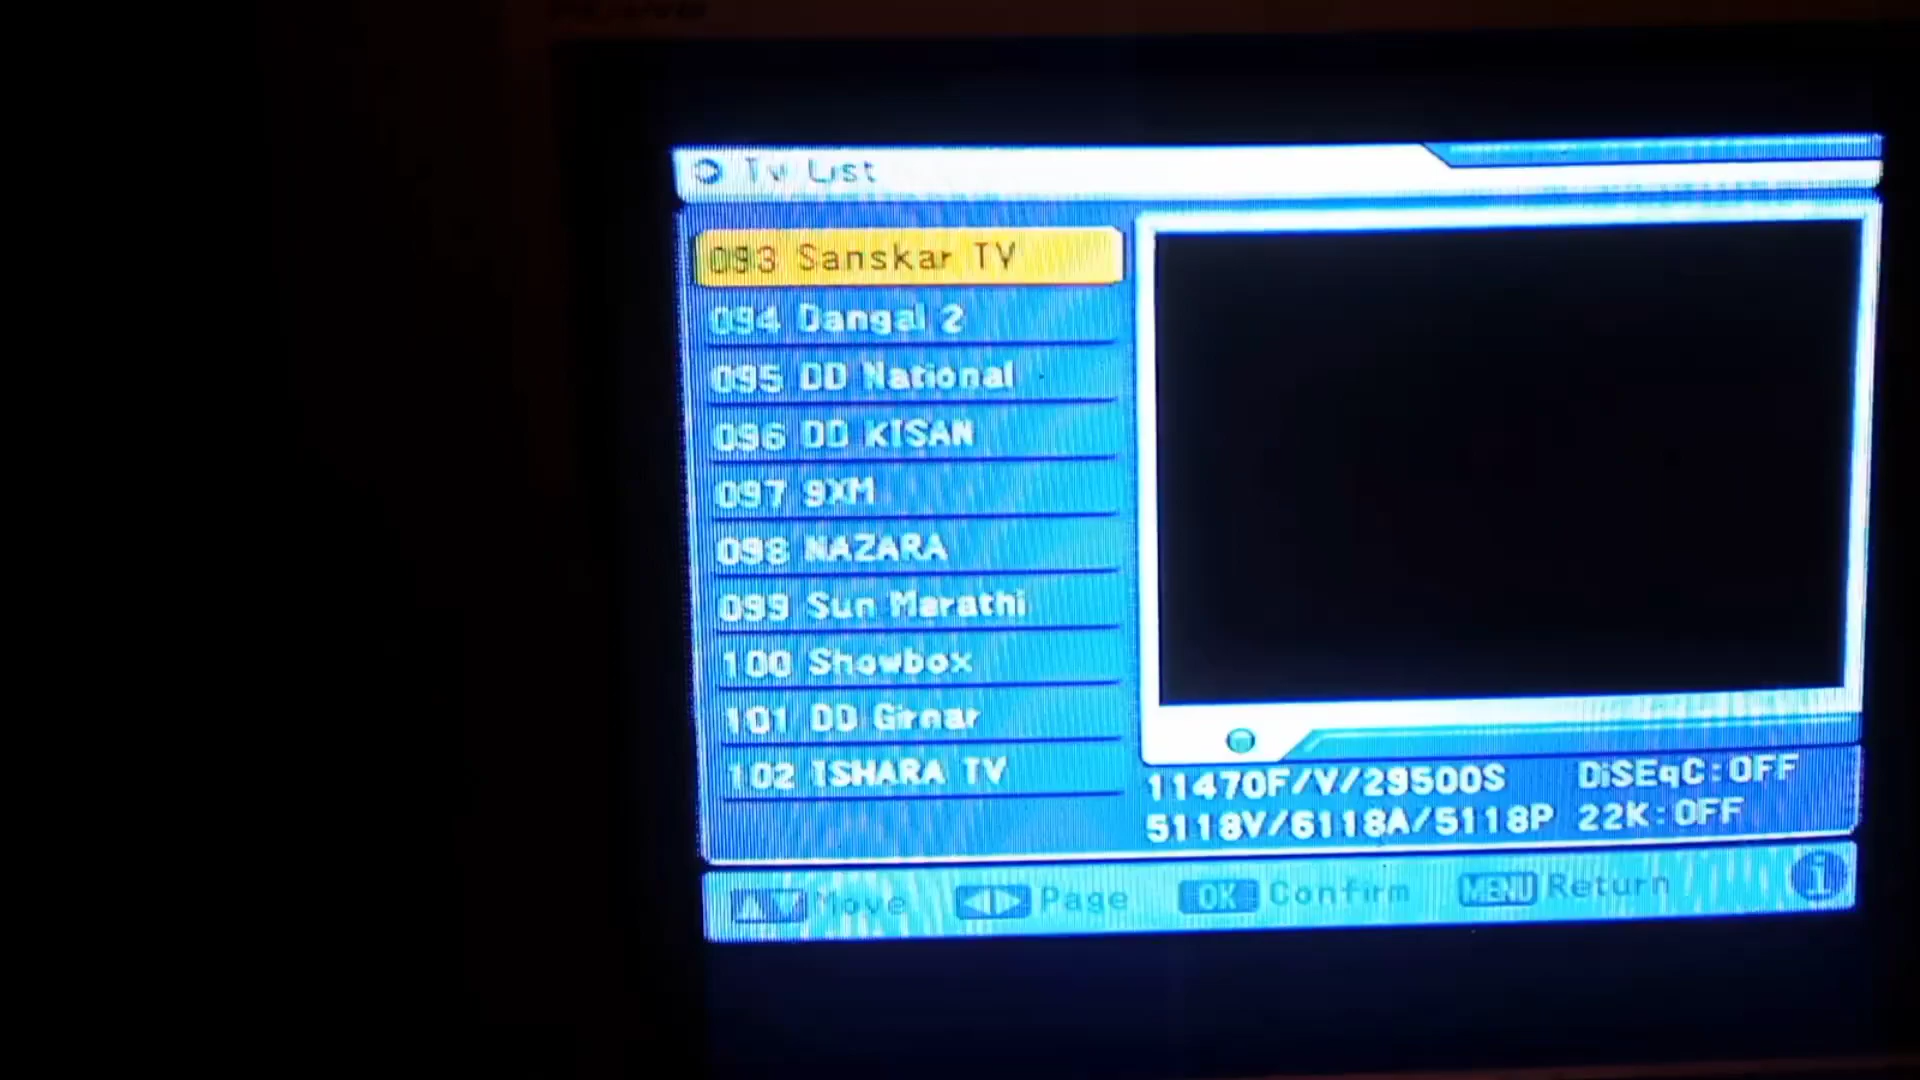 Tv List
093 Sanskar TV
094 Dangal 2
095 DD National
096 DD KISAN
097 9XM
098 NAZARA
099 Sun Marathi
100 Showbox
101 DD Girnar
102 ISHARA TV
11470F/V/29500S DiSEqC:OFF
5118V/6118A/5118P 22K:OFF
Move Page OK Confirm MENU Return i